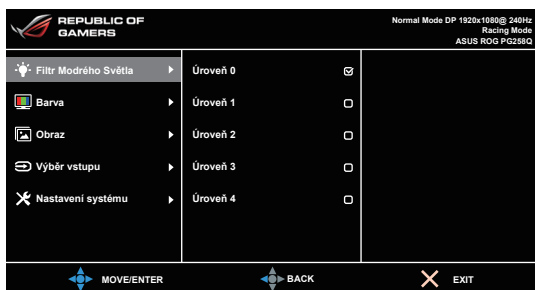 REPUBLIC OF
GAMERS
Normal Mode DP 1920x1080@ 240Hz
Racing Mode
ASUS ROG PG258Q
Filtr Modrého Světla
Úroveň 0
Barva
Úroveň 1
Obraz
Úroveň 2
Výběr vstupu
Úroveň 3
Nastavení systému
Úroveň 4
MOVE/ENTER
BACK
EXIT